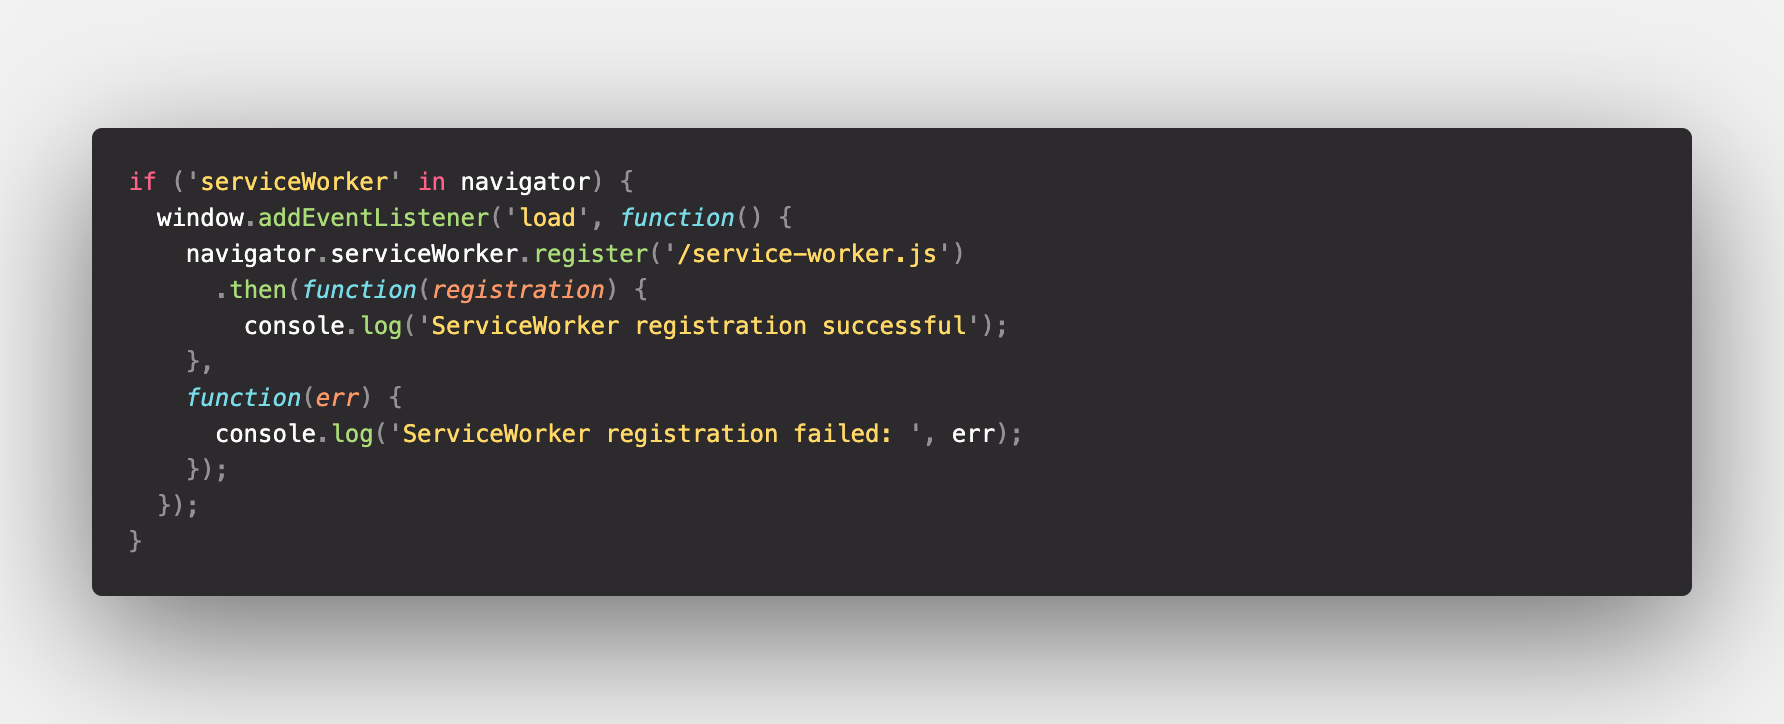 if ('serviceWorker' in navigator) {
  window.addEventListener('load', function() {
    navigator.serviceWorker.register('/service-worker.js')
      .then(function(registration) {
        console.log('ServiceWorker registration successful');
    },
    function(err) {
      console.log('ServiceWorker registration failed: ', err);
    });
  });
}